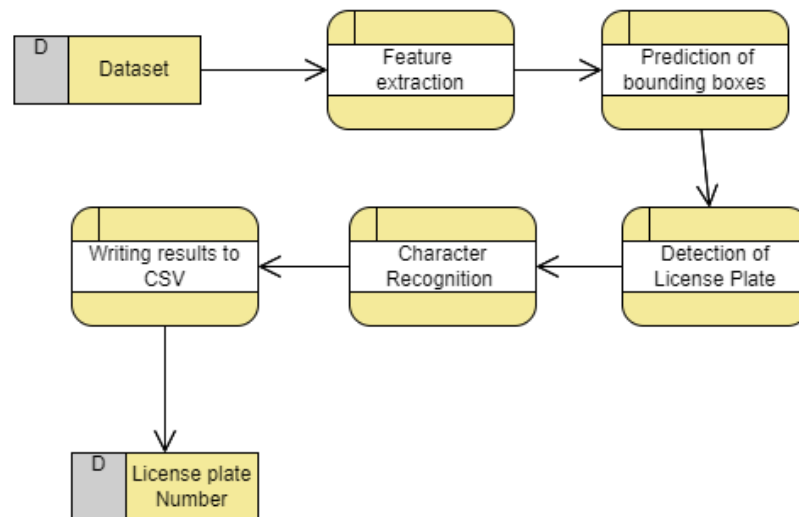 D
Dataset
Feature
extraction
Prediction of
bounding boxes
Detection of
License Plate
Character
Recognition
Writing results to
CSV
D
License plate
Number